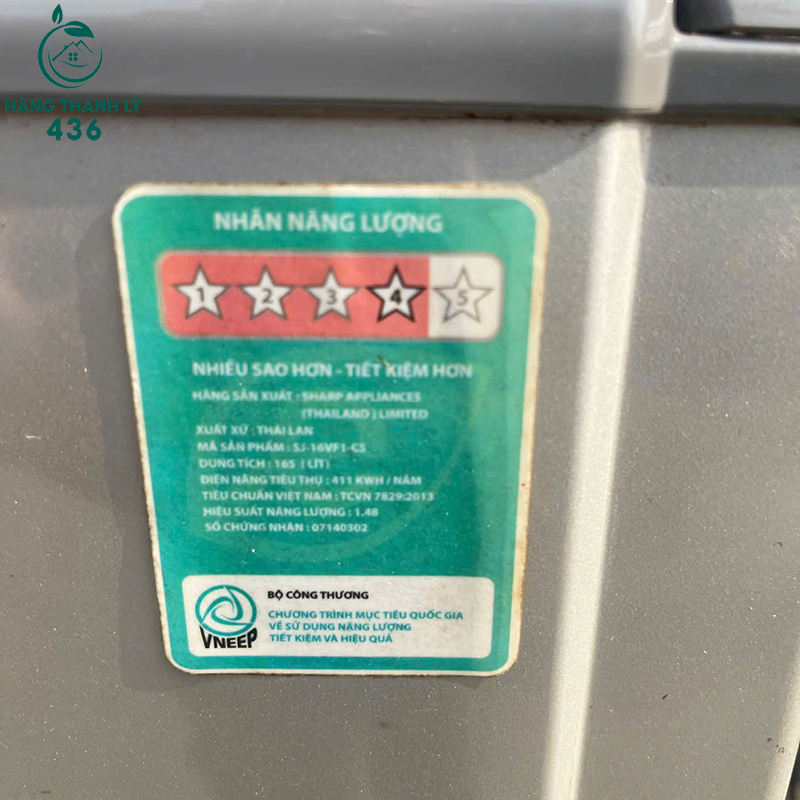 HÀNG THANH LÝ
436
NHÃN NĂNG LƯỢNG
1 2 3 4 5
NHIỀU SAO HƠN - TIẾT KIỆM HƠN
HÃNG SẢN XUẤT : SHARP APPLIANCES
(THAILAND) LIMITED
XUẤT XỨ : THÁI LAN
MÃ SẢN PHẨM : SJ-16VF1-CS
DUNG TÍCH : 165 (LÍT)
ĐIỆN NĂNG TIÊU THỤ : 411 KWH / NĂM
TIÊU CHUẨN VIỆT NAM : TCVN 7829:2013
HIỆU SUẤT NĂNG LƯỢNG : 1.48
SỐ CHỨNG NHẬN : 07140302
BỘ CÔNG THƯƠNG
CHƯƠNG TRÌNH MỤC TIÊU QUỐC GIA
VỀ SỬ DỤNG NĂNG LƯỢNG
TIẾT KIỆM VÀ HIỆU QUẢ
VNEEP